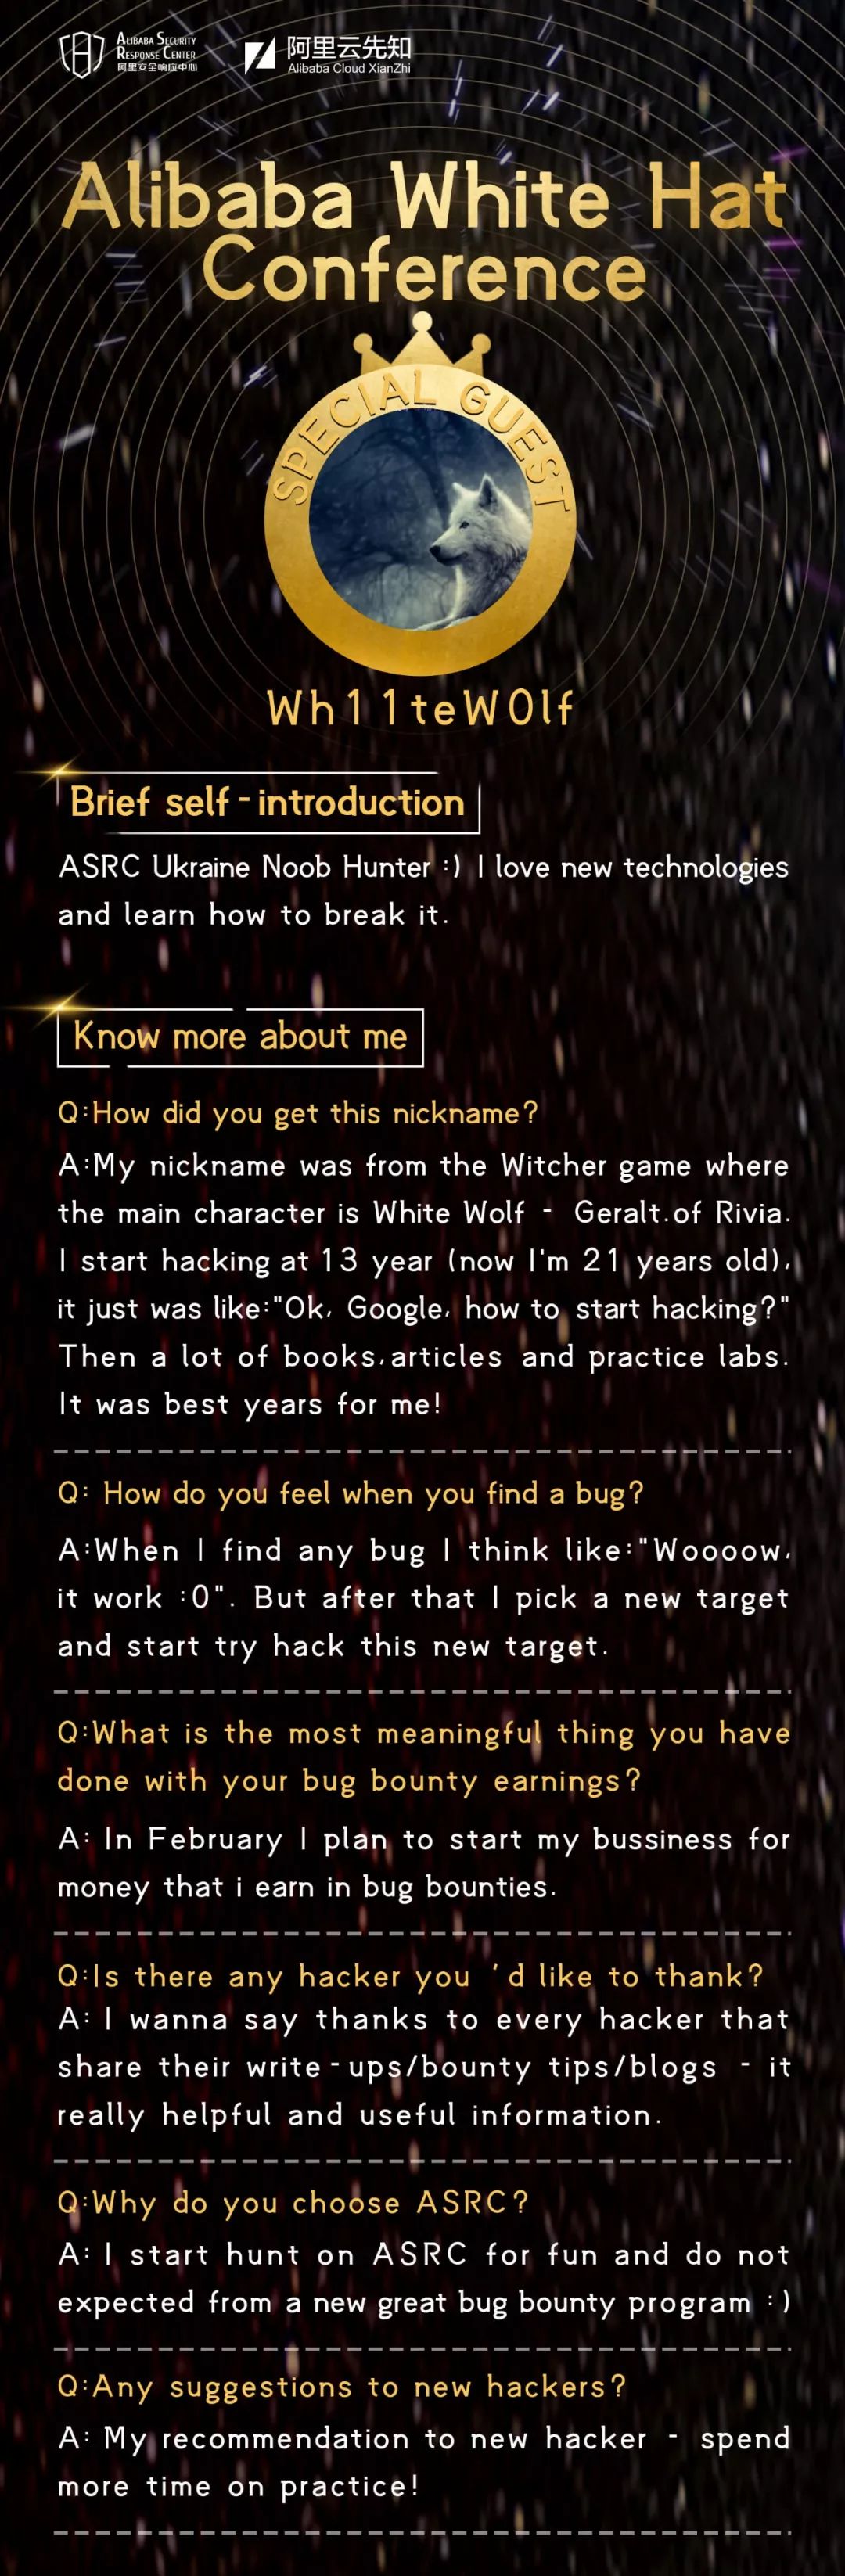 ALIBABA SECURITY
RESPONSE CENTER
阿里安全响应中心
阿里云先知
Alibaba Cloud XianZhi
Alibaba White Hat
Conference
SPECIAL GUEST
Wh11teW0lf
Brief self-introduction
ASRC Ukraine Noob Hunter :) I love new technologies
and learn how to break it.
Know more about me
Q:How did you get this nickname?
A:My nickname was from the Witcher game where
the main character is White Wolf - Geralt.of Rivia.
I start hacking at 13 year (now I'm 21 years old),
it just was like:"Ok, Google, how to start hacking?"
Then a lot of books,articles and practice labs.
It was best years for me!
Q: How do you feel when you find a bug?
A:When I find any bug I think like:"Woooow,
it work :0". But after that I pick a new target
and start try hack this new target.
Q:What is the most meaningful thing you have
done with your bug bounty earnings?
A: In February I plan to start my bussiness for
money that i earn in bug bounties.
Q:Is there any hacker you ’d like to thank?
A: I wanna say thanks to every hacker that
share their write-ups/bounty tips/blogs - it
really helpful and useful information.
Q:Why do you choose ASRC?
A: I start hunt on ASRC for fun and do not
expected from a new great bug bounty program :)
Q:Any suggestions to new hackers?
A: My recommendation to new hacker - spend
more time on practice!